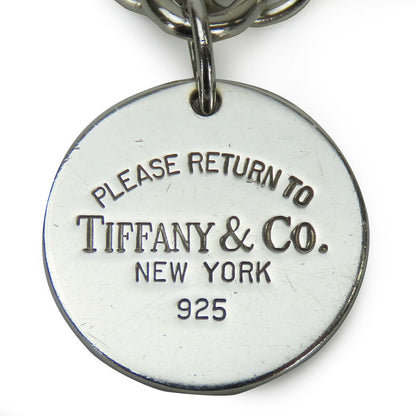 PLEASE RETURN TO
TIFFANY & CO.
NEW YORK
925